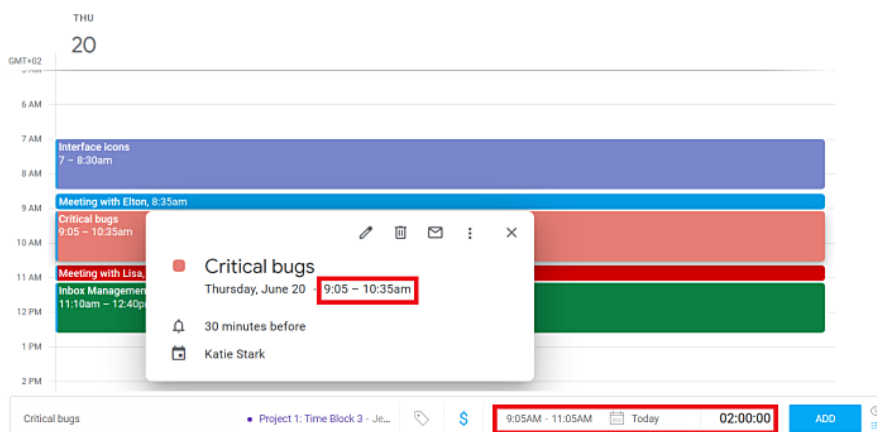 THU
20
GMT+02
6 AM
7 AM
Interface icons
7 – 8:30am
8 AM
Meeting with Elton, 8:35am
9 AM
Critical bugs
9:05 – 10:35am
10 AM
Critical bugs
Thursday, June 20 · 9:05 – 10:35am
11 AM
Meeting with Lisa,
Inbox Managemen
11:10am – 12:40p
12 PM
30 minutes before
1 PM
Katie Stark
2 PM
Critical bugs
Project 1: Time Block 3 - Je...
$
9:05AM - 11:05AM
Today
02:00:00
ADD